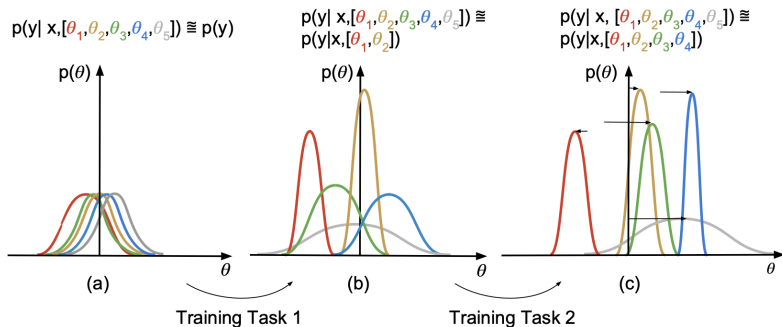 p(y| x,[θ1,θ2,θ3,θ4,θ5]) ≅ p(y)
p(θ)
θ
(a)
p(y| x,[θ1,θ2,θ3,θ4,θ5]) ≅
p(y|x,[θ1,θ2])
p(θ)
θ
(b)
p(y| x, [θ1,θ2,θ3,θ4,θ5]) ≅
p(y|x,[θ1,θ2,θ3,θ4])
p(θ)
θ
(c)
Training Task 1
Training Task 2